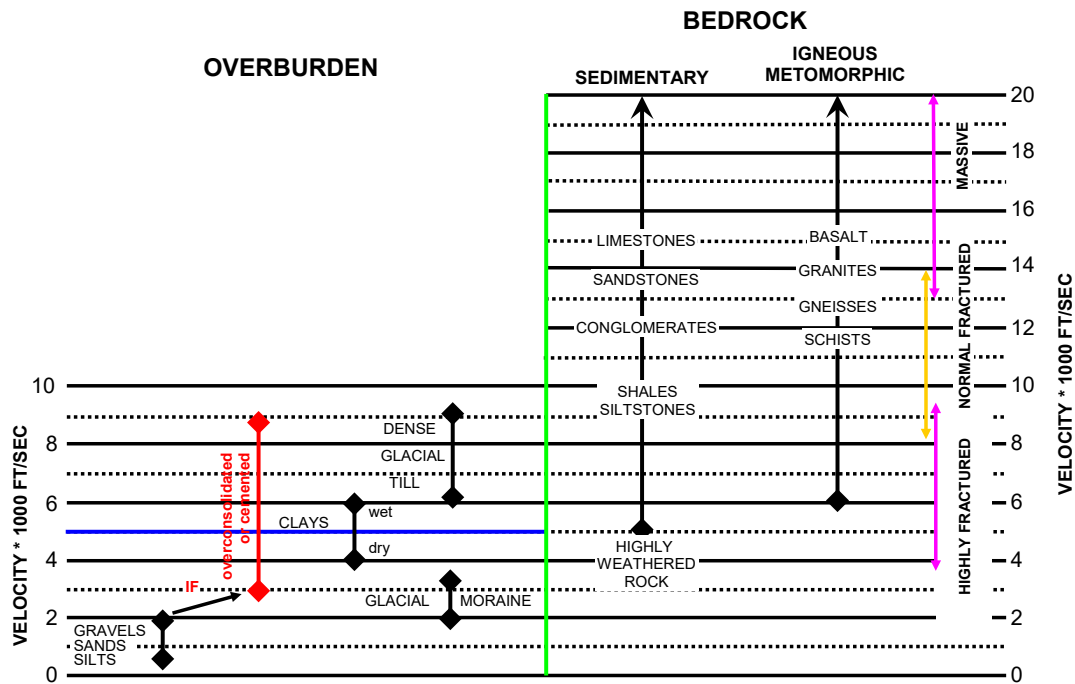 BEDROCK
OVERBURDEN
SEDIMENTARY
IGNEOUS
METOMORPHIC
20
18
16
14
12
10
8
6
4
2
0
VELOCITY * 1000 FT/SEC
MASSIVE
NORMAL FRACTURED
HIGHLY FRACTURED
LIMESTONES
SANDSTONES
CONGLOMERATES
SHALES
SILTSTONES
HIGHLY
WEATHERED
ROCK
BASALT
GRANITES
GNEISSES
SCHISTS
10
8
6
4
2
0
VELOCITY * 1000 FT/SEC
DENSE
GLACIAL
TILL
overconsolidated
or cemented
wet
CLAYS
dry
IF
GLACIAL MORAINE
GRAVELS
SANDS
SILTS